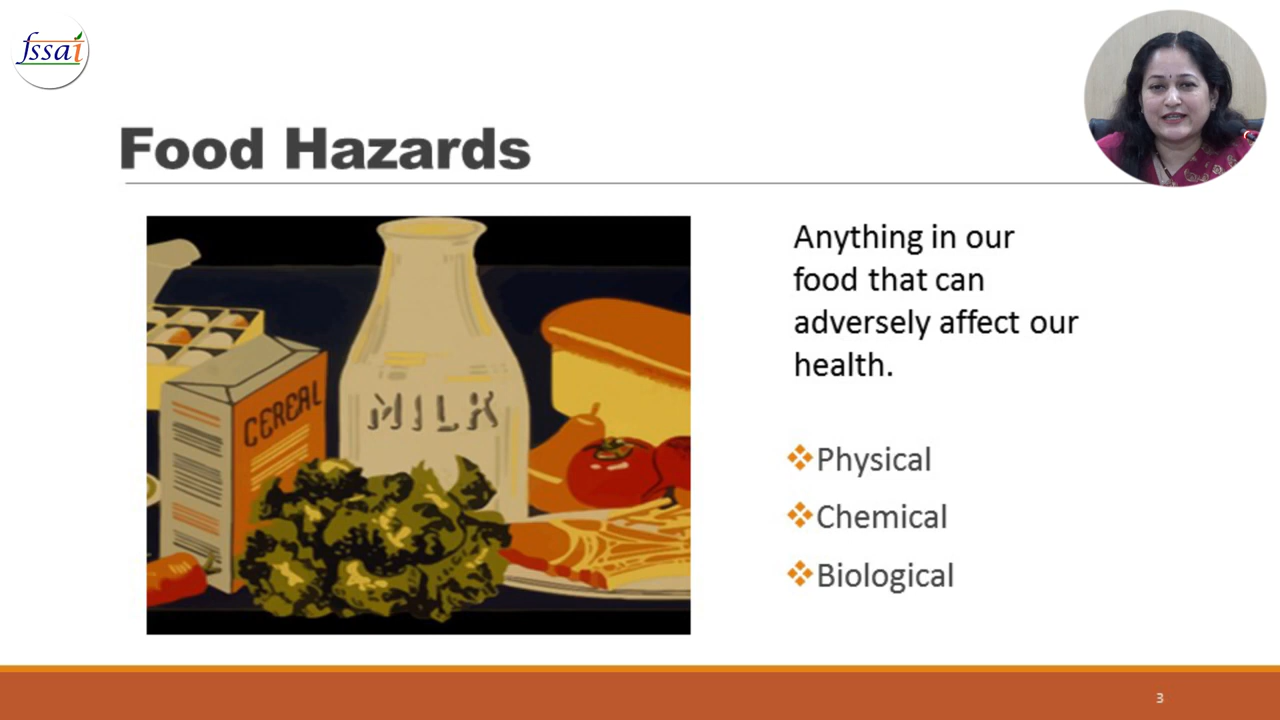 fssai
Food Hazards
CEREAL
MILK
Anything in our
food that can
adversely affect our
health.
❖Physical
❖Chemical
❖Biological
3